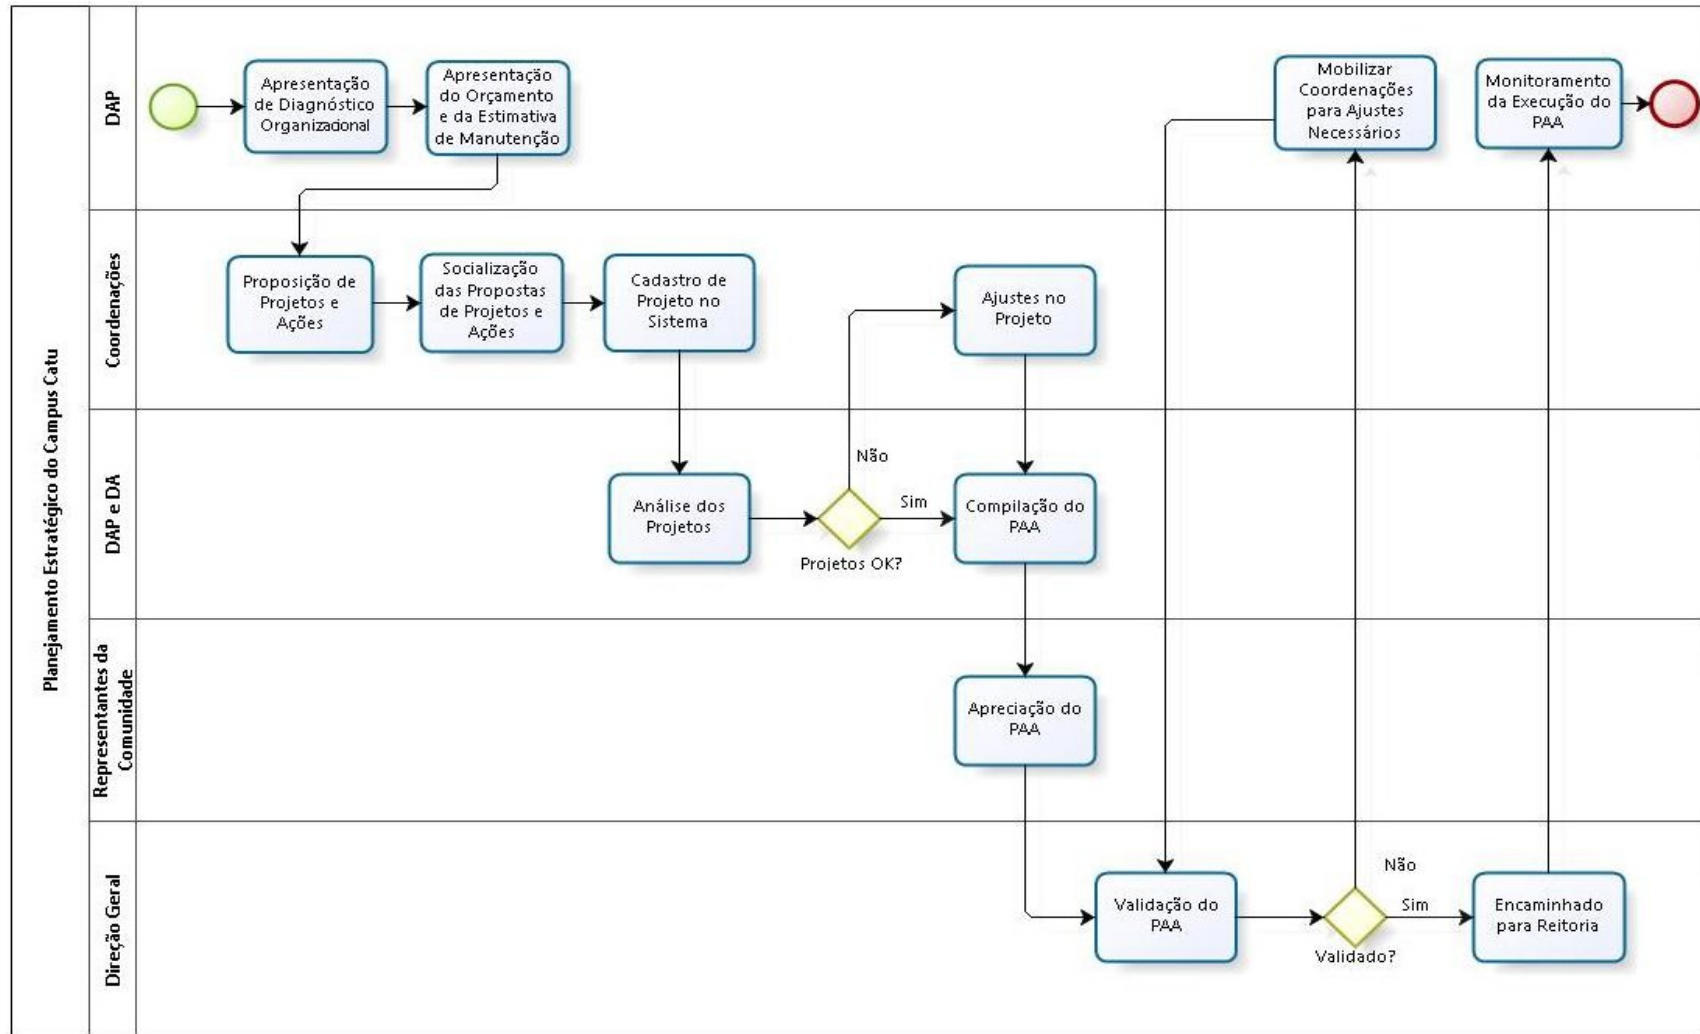 Planejamento Estratégico do Campus Catu
DAP
Apresentação
de Diagnóstico
Organizacional
Apresentação
do Orçamento
e da Estimativa
de Manutenção
Mobilizar
Coordenações
para Ajustes
Necessários
Monitoramento
da Execução do
PAA
Coordenações
Proposição de
Projetos e
Ações
Socialização
das Propostas
de Projetos e
Ações
Cadastro de
Projeto no
Sistema
Ajustes no
Projeto
DAP e DA
Análise dos
Projetos
Não
Sim
Projetos OK?
Compilação do
PAA
Representantes da
Comunidade
Apreciação do
PAA
Direção Geral
Validação do
PAA
Não
Sim
Validado?
Encaminhado
para Reitoria